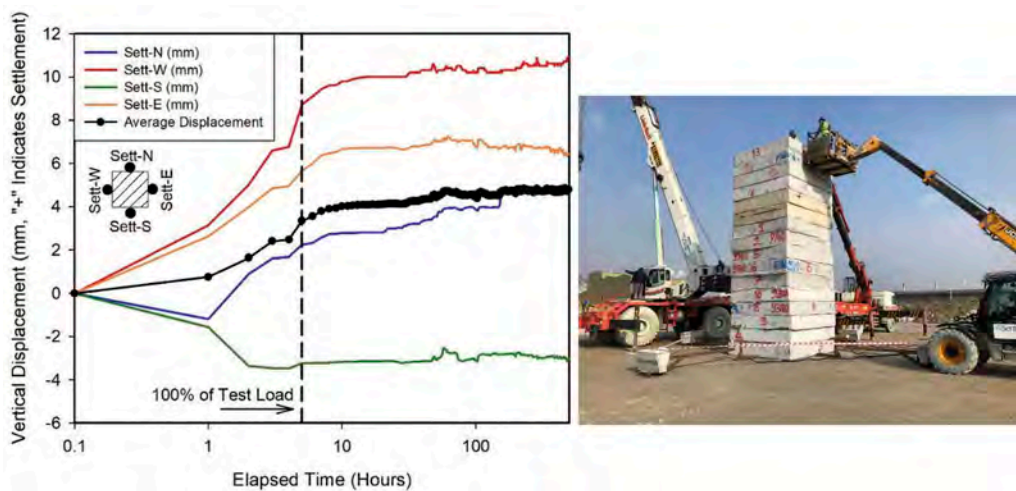 Vertical Displacement (mm, "+" Indicates Settlement)
12
10
8
6
4
2
0
-2
-4
-6
Sett-N (mm)
Sett-W (mm)
Sett-S (mm)
Sett-E (mm)
Average Displacement
Sett-N
Sett-W
Sett-E
Sett-S
100% of Test Load
0.1
1
10
100
Elapsed Time (Hours)
13